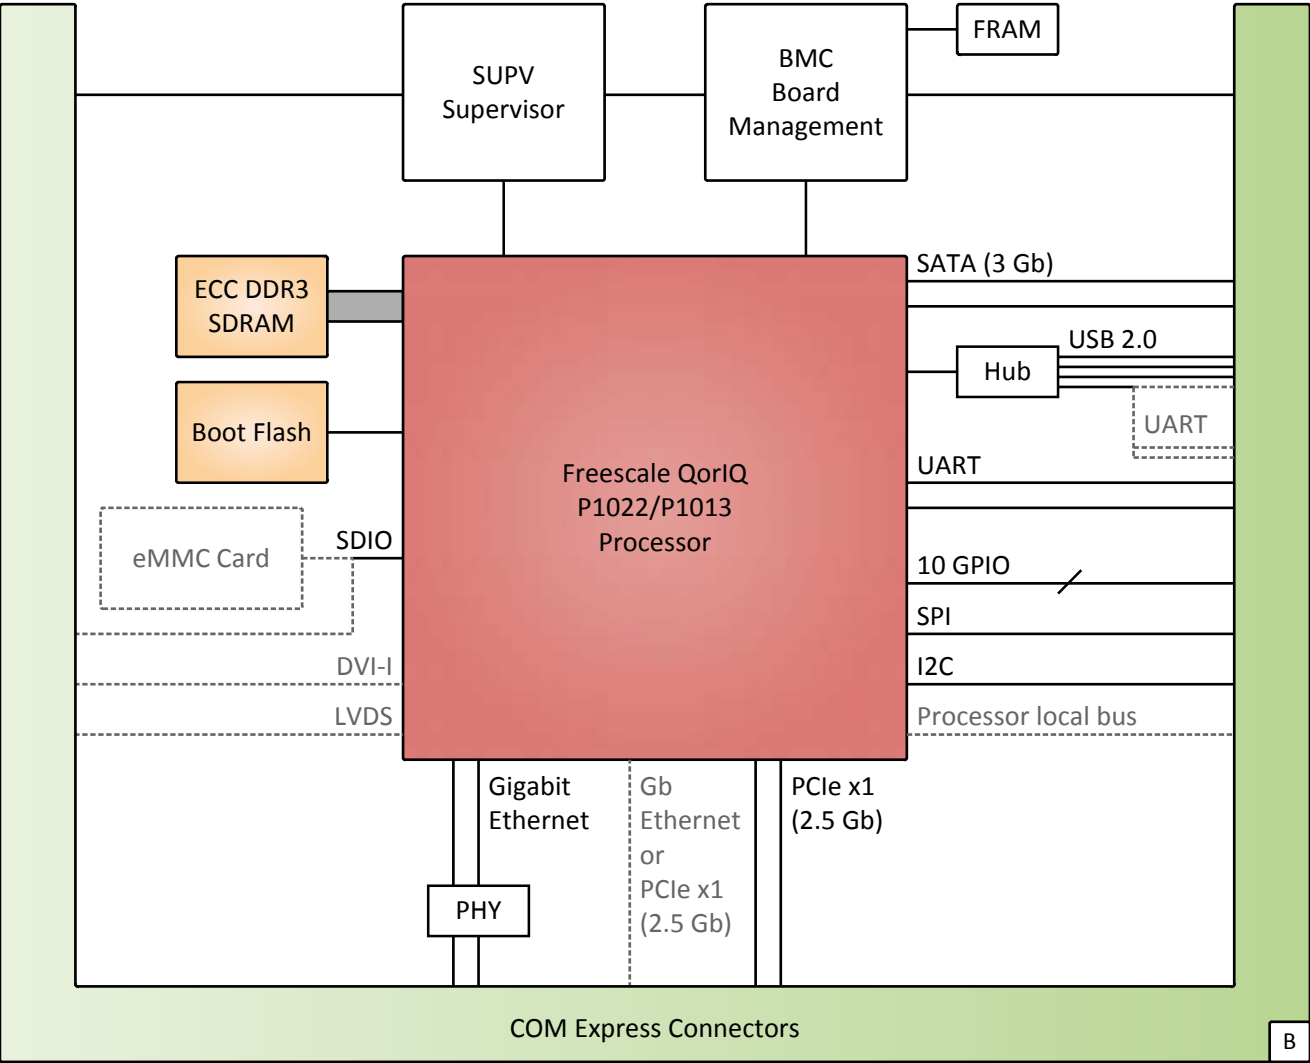 FRAM
SUPV
Supervisor
BMC
Board
Management
ECC DDR3
SDRAM
SATA (3 Gb)
USB 2.0
Hub
Boot Flash
UART
UART
Freescale QorIQ
P1022/P1013
Processor
eMMC Card
SDIO
10 GPIO
SPI
DVI-I
I2C
LVDS
Processor local bus
Gigabit
Ethernet
Gb
Ethernet
or
PCIe x1
(2.5 Gb)
PCIe x1
(2.5 Gb)
PHY
COM Express Connectors
B